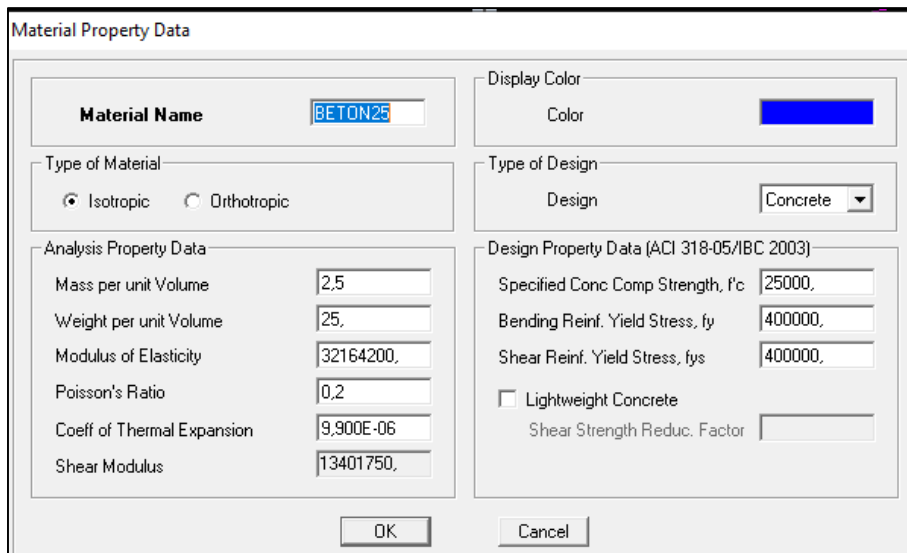 Material Property Data
Material Name BETON25
Display Color
Color
Type of Material
Isotropic Orthotropic
Type of Design
Design Concrete
Analysis Property Data
Mass per unit Volume 2,5
Weight per unit Volume 25,
Modulus of Elasticity 32164200,
Poisson's Ratio 0,2
Coeff of Thermal Expansion 9,900E-06
Shear Modulus 13401750,
Design Property Data (ACI 318-05/IBC 2003)
Specified Conc Comp Strength, f'c 25000,
Bending Reinf. Yield Stress, fy 400000,
Shear Reinf. Yield Stress, fys 400000,
Lightweight Concrete
Shear Strength Reduc. Factor
OK Cancel